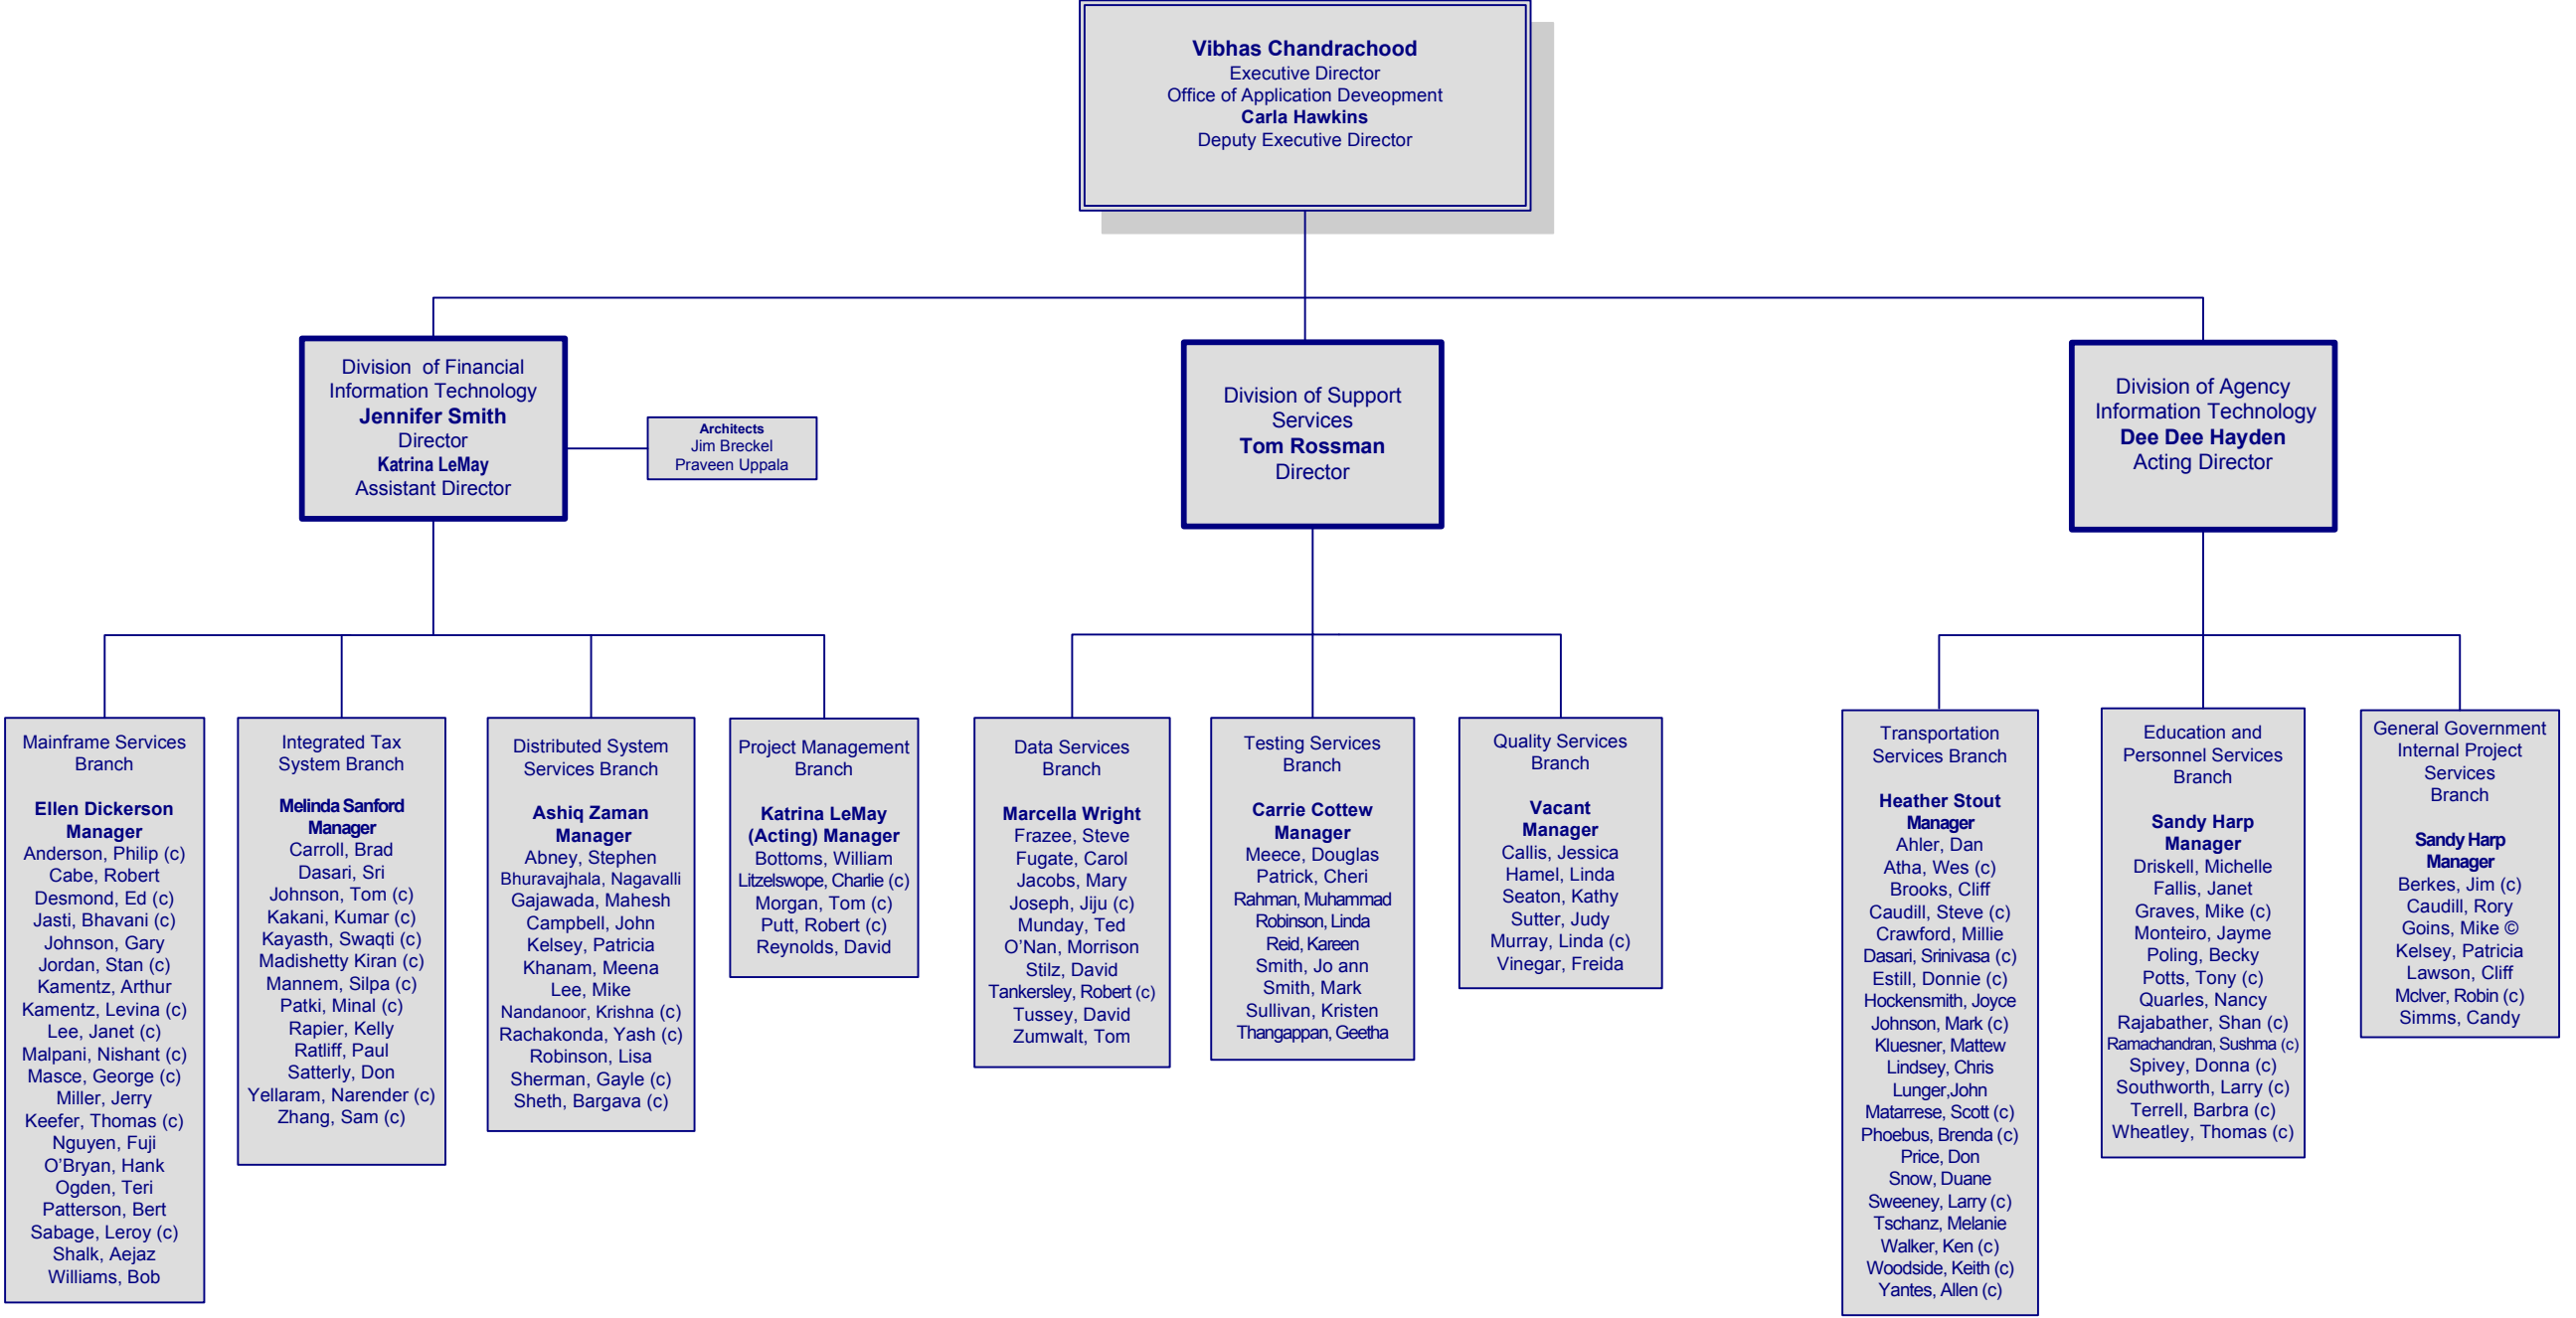 Vibhas Chandrachood
Executive Director
Office of Application Deveopment
Carla Hawkins
Deputy Executive Director
Division of Financial
Information Technology
Jennifer Smith
Director
Katrina LeMay
Assistant Director
Architects
Jim Breckel
Praveen Uppala
Division of Support
Services
Tom Rossman
Director
Division of Agency
Information Technology
Dee Dee Hayden
Acting Director
Mainframe Services
Branch
Ellen Dickerson
Manager
Anderson, Philip (c)
Cabe, Robert
Desmond, Ed (c)
Jasti, Bhavani (c)
Johnson, Gary
Jordan, Stan (c)
Kamentz, Arthur
Kamentz, Levina (c)
Lee, Janet (c)
Malpani, Nishant (c)
Masce, George (c)
Miller, Jerry
Keefer, Thomas (c)
Nguyen, Fuji
O’Bryan, Hank
Ogden, Teri
Patterson, Bert
Sabage, Leroy (c)
Shalk, Aejaz
Williams, Bob
Integrated Tax
System Branch
Melinda Sanford
Manager
Carroll, Brad
Dasari, Sri
Johnson, Tom (c)
Kakani, Kumar (c)
Kayasth, Swaqti (c)
Madishetty Kiran (c)
Mannem, Silpa (c)
Patki, Minal (c)
Rapier, Kelly
Ratliff, Paul
Satterly, Don
Yellaram, Narender (c)
Zhang, Sam (c)
Distributed System
Services Branch
Ashiq Zaman
Manager
Abney, Stephen
Bhuravajhala, Nagavalli
Gajawada, Mahesh
Campbell, John
Kelsey, Patricia
Khanam, Meena
Lee, Mike
Nandanoor, Krishna (c)
Rachakonda, Yash (c)
Robinson, Lisa
Sherman, Gayle (c)
Sheth, Bargava (c)
Project Management
Branch
Katrina LeMay
(Acting) Manager
Bottoms, William
Litzelswope, Charlie (c)
Morgan, Tom (c)
Putt, Robert (c)
Reynolds, David
Data Services
Branch
Marcella Wright
Frazee, Steve
Fugate, Carol
Jacobs, Mary
Joseph, Jiju (c)
Munday, Ted
O’Nan, Morrison
Stilz, David
Tankersley, Robert (c)
Tussey, David
Zumwalt, Tom
Testing Services
Branch
Carrie Cottew
Manager
Meece, Douglas
Patrick, Cheri
Rahman, Muhammad
Robinson, Linda
Reid, Kareen
Smith, Jo ann
Smith, Mark
Sullivan, Kristen
Thangappan, Geetha
Quality Services
Branch
Vacant
Manager
Callis, Jessica
Hamel, Linda
Seaton, Kathy
Sutter, Judy
Murray, Linda (c)
Vinegar, Freida
Transportation
Services Branch
Heather Stout
Manager
Ahler, Dan
Atha, Wes (c)
Brooks, Cliff
Caudill, Steve (c)
Crawford, Millie
Dasari, Srinivasa (c)
Estill, Donnie (c)
Hockensmith, Joyce
Johnson, Mark (c)
Kluesner, Mattew
Lindsey, Chris
Lunger,John
Matarrese, Scott (c)
Phoebus, Brenda (c)
Price, Don
Snow, Duane
Sweeney, Larry (c)
Tschanz, Melanie
Walker, Ken (c)
Woodside, Keith (c)
Yantes, Allen (c)
Education and
Personnel Services
Branch
Sandy Harp
Manager
Driskell, Michelle
Fallis, Janet
Graves, Mike (c)
Monteiro, Jayme
Poling, Becky
Potts, Tony (c)
Quarles, Nancy
Rajabather, Shan (c)
Ramachandran, Sushma (c)
Spivey, Donna (c)
Southworth, Larry (c)
Terrell, Barbra (c)
Wheatley, Thomas (c)
General Government
Internal Project
Services
Branch
Sandy Harp
Manager
Berkes, Jim (c)
Caudill, Rory
Goins, Mike ©
Kelsey, Patricia
Lawson, Cliff
McIver, Robin (c)
Simms, Candy